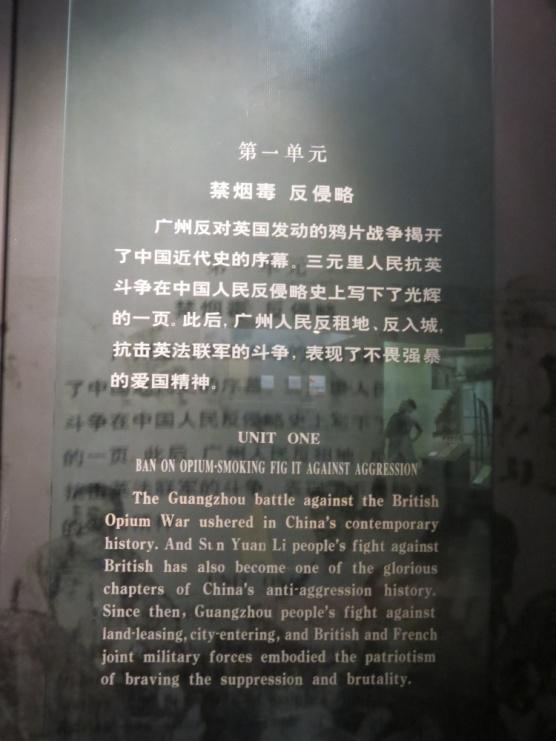 第一单元
禁烟毒 反侵略
广州反对英国发动的鸦片战争揭开
了中国近代史的序幕。三元里人民抗英
斗争在中国人民反侵略史上写下了光辉
的一页。此后,广州人民反租地、反入城,
抗击英法联军的斗争,表现了不畏强暴
的爱国精神。
UNIT ONE
BAN ON OPIUM-SMOKING FIG IT AGAINST AGGRESSION
The Guangzhou battle against the British
Opium War ushered in China's contemporary
history. And Sı n Yuan Li people's fight against
British has also become one of the glorious
chapters of China's anti-aggression history.
Since then, Guangzhou people's fight against
land-leasing, city-entering, and British and French
joint military forces embodied the patriotism
of braving the suppression and brutality.